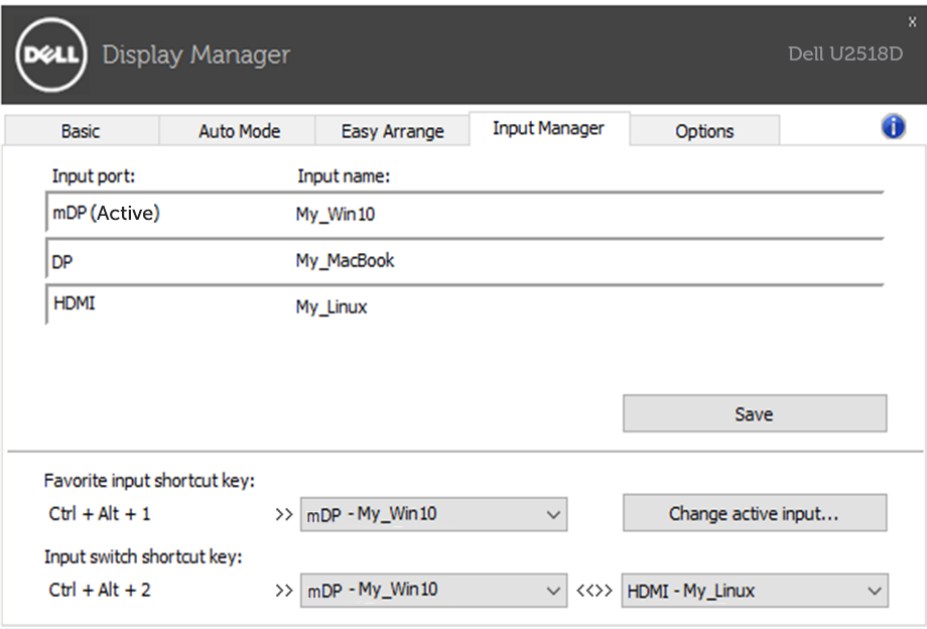 x
DELL Display Manager Dell U2518D
Basic Auto Mode Easy Arrange Input Manager Options i
Input port: Input name:
mDP (Active) My_Win10
DP My_MacBook
HDMI My_Linux
Save
Favorite input shortcut key:
Ctrl + Alt + 1 >> mDP - My_Win10 Change active input...
Input switch shortcut key:
Ctrl + Alt + 2 >> mDP - My_Win10 <<>> HDMI - My_Linux